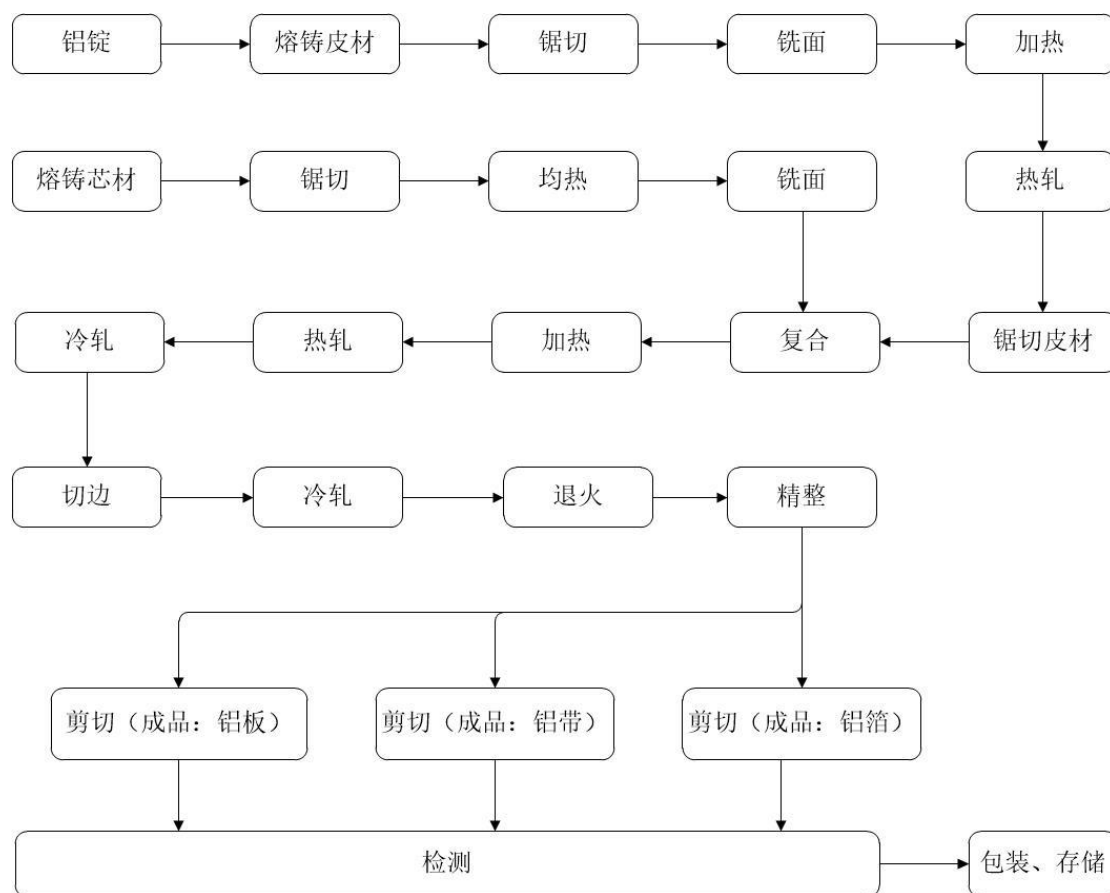 铝锭
熔铸皮材
锯切
铣面
加热
熔铸芯材
锯切
均热
铣面
热轧
冷轧
热轧
加热
复合
锯切皮材
切边
冷轧
退火
精整
剪切（成品：铝板）
剪切（成品：铝带）
剪切（成品：铝箔）
检测
包装、存储